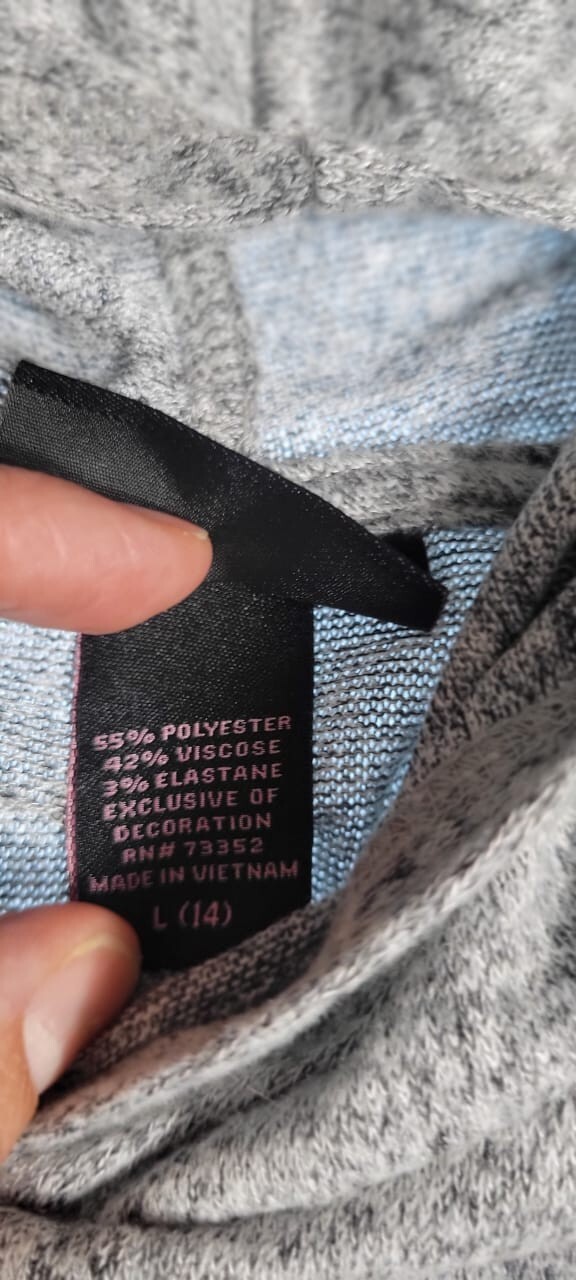 55% POLYESTER
42% VISCOSE
3% ELASTANE
EXCLUSIVE OF
DECORATION
RN# 73352
MADE IN VIETNAM
L (14)